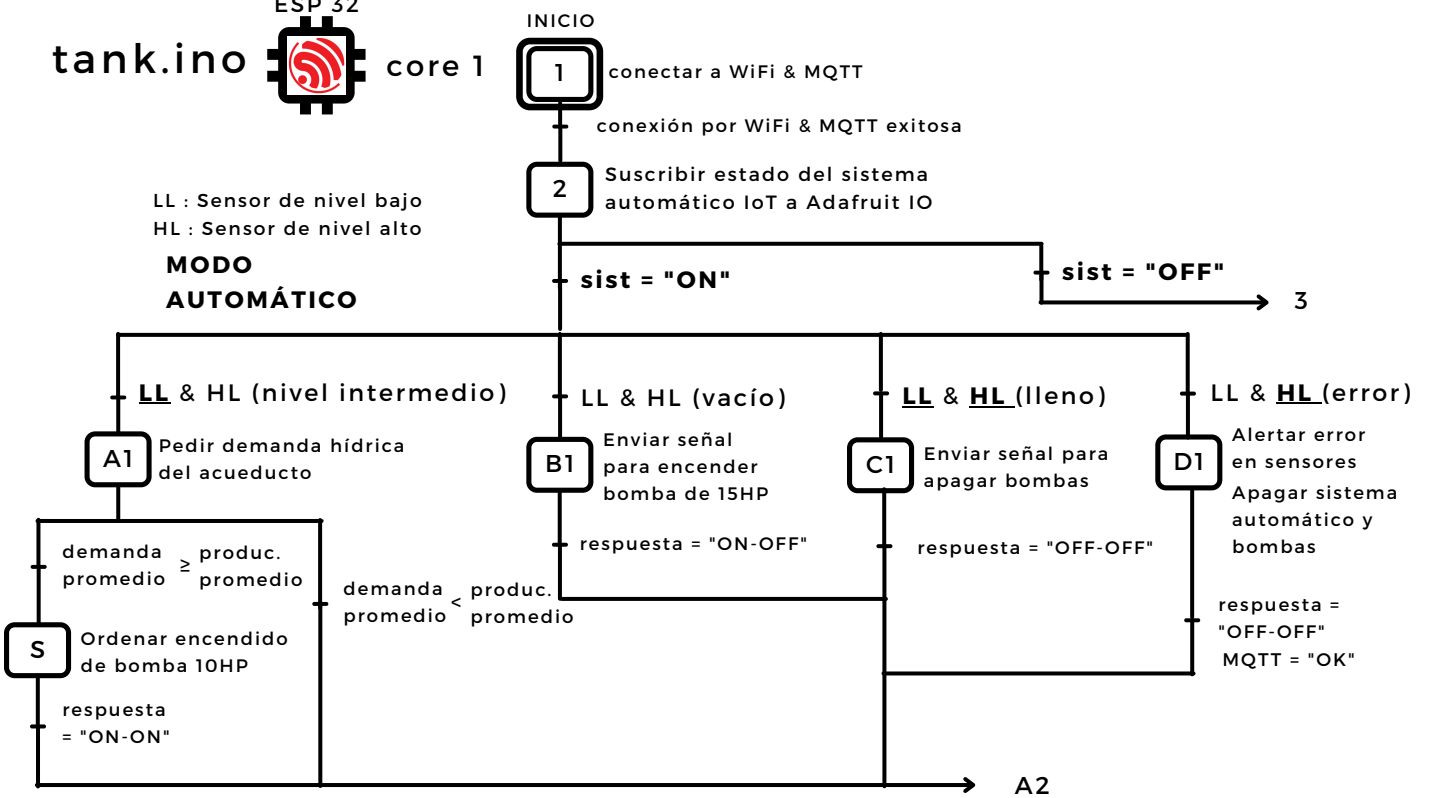 ESP 32
tank.ino
core 1
INICIO
1
conectar a WiFi & MQTT
conexión por WiFi & MQTT exitosa
2
Suscribir estado del sistema
automático IoT a Adafruit IO
LL : Sensor de nivel bajo
HL : Sensor de nivel alto
MODO
AUTOMÁTICO
sist = "ON"
sist = "OFF"
3
LL & HL (nivel intermedio)
LL & HL (vacío)
LL & HL (lleno)
LL & HL (error)
A1
Pedir demanda hídrica
del acueducto
B1
Enviar señal
para encender
bomba de 15HP
C1
Enviar señal para
apagar bombas
D1
Alertar error
en sensores
Apagar sistema
automático y
bombas
demanda
promedio
≥
produc.
promedio
demanda
promedio
<
produc.
promedio
respuesta = "ON-OFF"
respuesta = "OFF-OFF"
respuesta =
"OFF-OFF"
MQTT = "OK"
S
Ordenar encendido
de bomba 10HP
respuesta
= "ON-ON"
A2